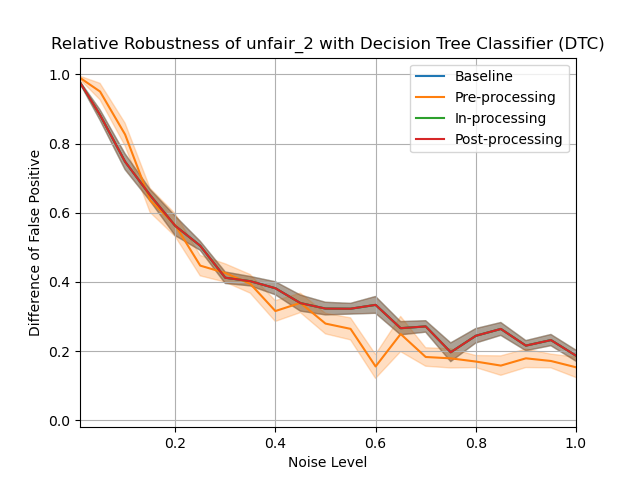 Relative Robustness of unfair_2 with Decision Tree Classifier (DTC)
Difference of False Positive
1.0
0.8
0.6
0.4
0.2
0.0
Baseline
Pre-processing
In-processing
Post-processing
0.2 0.4 0.6 0.8 1.0
Noise Level